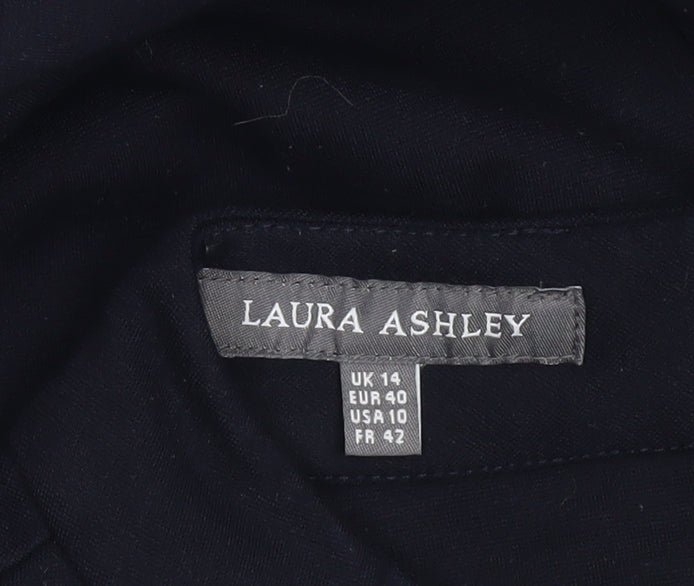 LAURA ASHLEY
UK 14
EUR 40
USA 10
FR 42